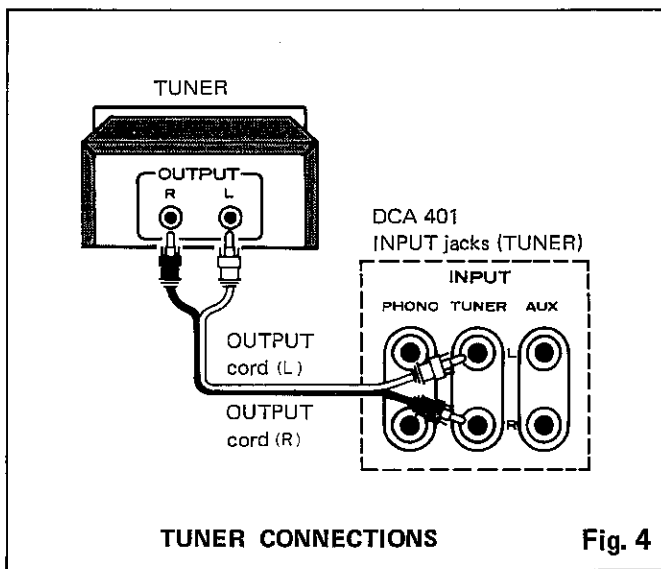 TUNER
OUTPUT
R L
DCA 401
INPUT jacks (TUNER)
INPUT
PHONO TUNER AUX
L
R
OUTPUT
cord (L)
OUTPUT
cord (R)
TUNER CONNECTIONS Fig. 4